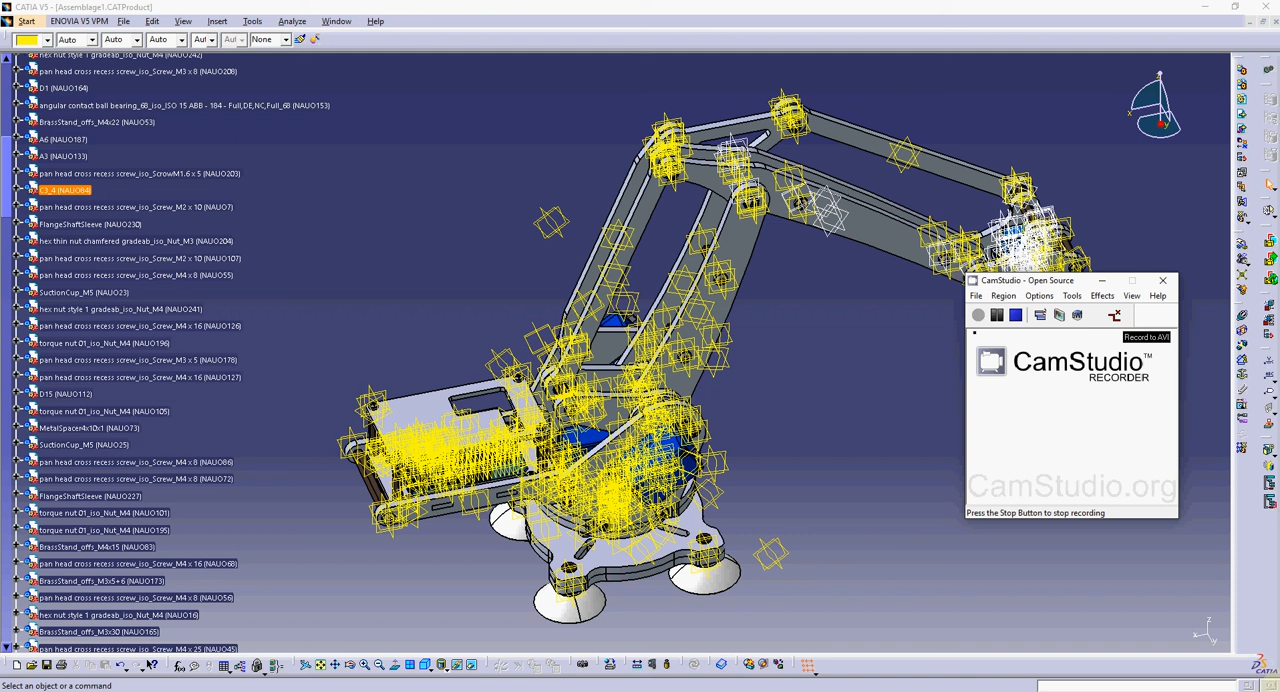 CATIA V5 - [Assemblage1.CATProduct]
Start ENOVIA V5 VPM File Edit View Insert Tools Analyze Window Help
Auto Auto Auto Aut Aut None
hex nut style 1 gradeab_iso_Nut_M4 (NAUO242)
pan head cross recess screw_iso_Screw_M3 x 8 (NAUO208)
D1 (NAUO164)
angular contact ball bearing_68_iso_ISO 15 ABB - 184 - Full,DE,NC,Full_68 (NAUO153)
BrassStand_offs_M4x22 (NAUO53)
A6 (NAUO187)
A3 (NAUO133)
pan head cross recess screw_iso_ScrowM1.6 x 5 (NAUO203)
C3_4 (NAUO84)
pan head cross recess screw_iso_Screw_M2 x 10 (NAUO7)
FlangeShaftSleeve (NAUO230)
hex thin nut chamfered gradeab_iso_Nut_M3 (NAUO204)
pan head cross recess screw_iso_Screw_M2 x 10 (NAUO107)
pan head cross recess screw_iso_Screw_M4 x 8 (NAUO55)
SuctionCup_M5 (NAUO23)
hex nut style 1 gradeab_iso_Nut_M4 (NAUO241)
pan head cross recess screw_iso_Screw_M4 x 16 (NAUO126)
torque nut 01_iso_Nut_M4 (NAUO196)
pan head cross recess screw_iso_Screw_M3 x 5 (NAUO178)
pan head cross recess screw_iso_Screw_M4 x 16 (NAUO127)
D15 (NAUO112)
torque nut 01_iso_Nut_M4 (NAUO105)
MetalSpacer4x10x1 (NAUO73)
SuctionCup_M5 (NAUO25)
pan head cross recess screw_iso_Screw_M4 x 8 (NAUO86)
pan head cross recess screw_iso_Screw_M4 x 8 (NAUO72)
FlangeShaftSleeve (NAUO227)
torque nut 01_iso_Nut_M4 (NAUO101)
torque nut 01_iso_Nut_M4 (NAUO195)
BrassStand_offs_M4x15 (NAUO83)
pan head cross recess screw_iso_Screw_M4 x 16 (NAUO68)
BrassStand_offs_M3x5+6 (NAUO173)
pan head cross recess screw_iso_Screw_M4 x 8 (NAUO56)
hex nut style 1 gradeab_iso_Nut_M4 (NAUO16)
BrassStand_offs_M3x30 (NAUO165)
pan head cross recess screw_iso_Screw_M4 x 25 (NAUO45)
CamStudio - Open Source
File Region Options Tools Effects View Help
Record to AVI
CamStudio™
RECORDER
CamStudio.org
Press the Stop Button to stop recording
CATIA
Select an object or a command